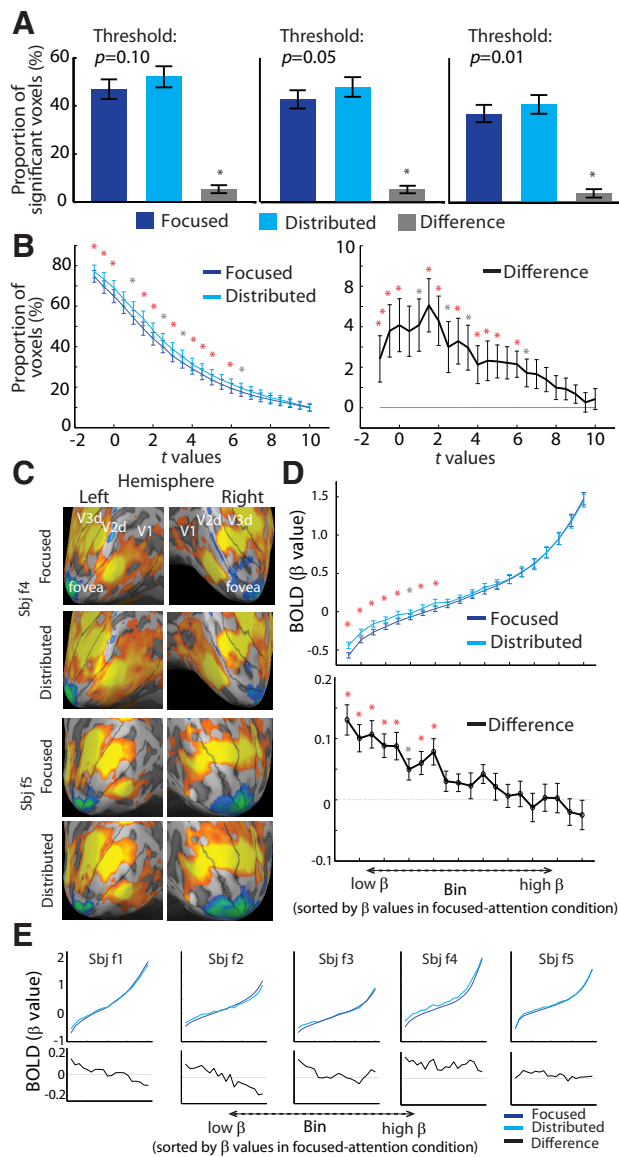 A
Threshold:
p=0.10
Threshold:
p=0.05
Threshold:
p=0.01
Proportion of
significant voxels (%)
60
40
20
0
* * *
Focused Distributed Difference
B
Proportion of
voxels (%)
80
60
40
20
0
* * * * * * * * * * * * *
Focused
Distributed
-2 0 2 4 6 8 10
t values
10
8
4
2
0
* * * * * * * * * * * * * * *
Difference
-2 0 2 4 6 8 10
t values
C
Hemisphere
Left Right
Sbj f4
Focused
V3d
V2d
V1
fovea
V1
V2d
V3d
fovea
Distributed
Sbj f5
Focused
Distributed
D
BOLD (β value)
1.5
1.0
0.5
0
-0.5
* * * * * * * *
Focused
Distributed
0.2
0.1
0
-0.1
* * * * * * * *
Difference
low β Bin high β
(sorted by β values in focused-attention condition)
E
BOLD (β value)
Sbj f1 Sbj f2 Sbj f3 Sbj f4 Sbj f5
2
1
0
-1
0.2
0
-0.2
low β Bin high β
(sorted by β values in focused-attention condition)
Focused
Distributed
Difference